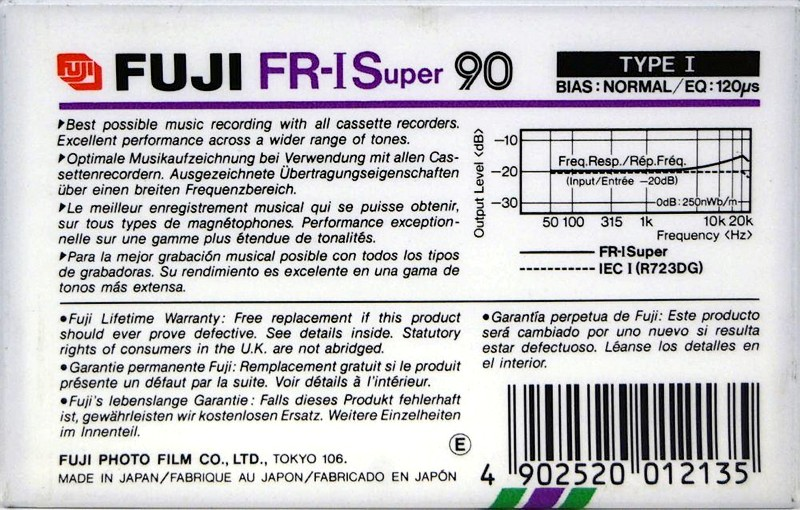 FUJI FUJI FR-I Super 90
TYPE I
BIAS : NORMAL/EQ : 120µs
▶Best possible music recording with all cassette recorders.
Excellent performance across a wider range of tones.
▶Optimale Musikaufzeichnung bei Verwendung mit allen Cas-
settenrecordern. Ausgezeichnete Übertragungseigenschaften
über einen breiten Frequenzbereich.
▶Le meilleur enregistrement musical qui se puisse obtenir,
sur tous types de magnétophones. Performance exception-
nelle sur une gamme plus étendue de tonalités.
▶Para la mejor grabación musical posible con todos los tipos
de grabadoras. Su rendimiento es excelente en una gama de
tonos más extensa.
Output Level <dB>
−10
−20
−30
Freq.Resp./Rép.Fréq.
(Input/Entrée −20dB)
0dB : 250nWb/m
50 100 315 1k 10k 20k
Frequency <Hz>
FR-I Super
IEC I (R723DG)
●Fuji Lifetime Warranty: Free replacement if this product
should ever prove defective. See details inside. Statutory
rights of consumers in the U.K. are not abridged.
●Garantie permanente Fuji: Remplacement gratuit si le produit
présente un défaut par la suite. Voir détails à l'intérieur.
●Fuji's lebenslange Garantie : Falls dieses Produkt fehlerhaft
ist, gewährleisten wir kostenlosen Ersatz. Weitere Einzelheiten
im Innenteil.
●Garantía perpetua de Fuji: Este producto
será cambiado por uno nuevo si resulta
estar defectuoso. Léanse los detalles en
el interior.
FUJI PHOTO FILM CO., LTD., TOKYO 106.
MADE IN JAPAN/FABRIQUE AU JAPON/FABRICADO EN JAPÓN
E
4 902520 012135